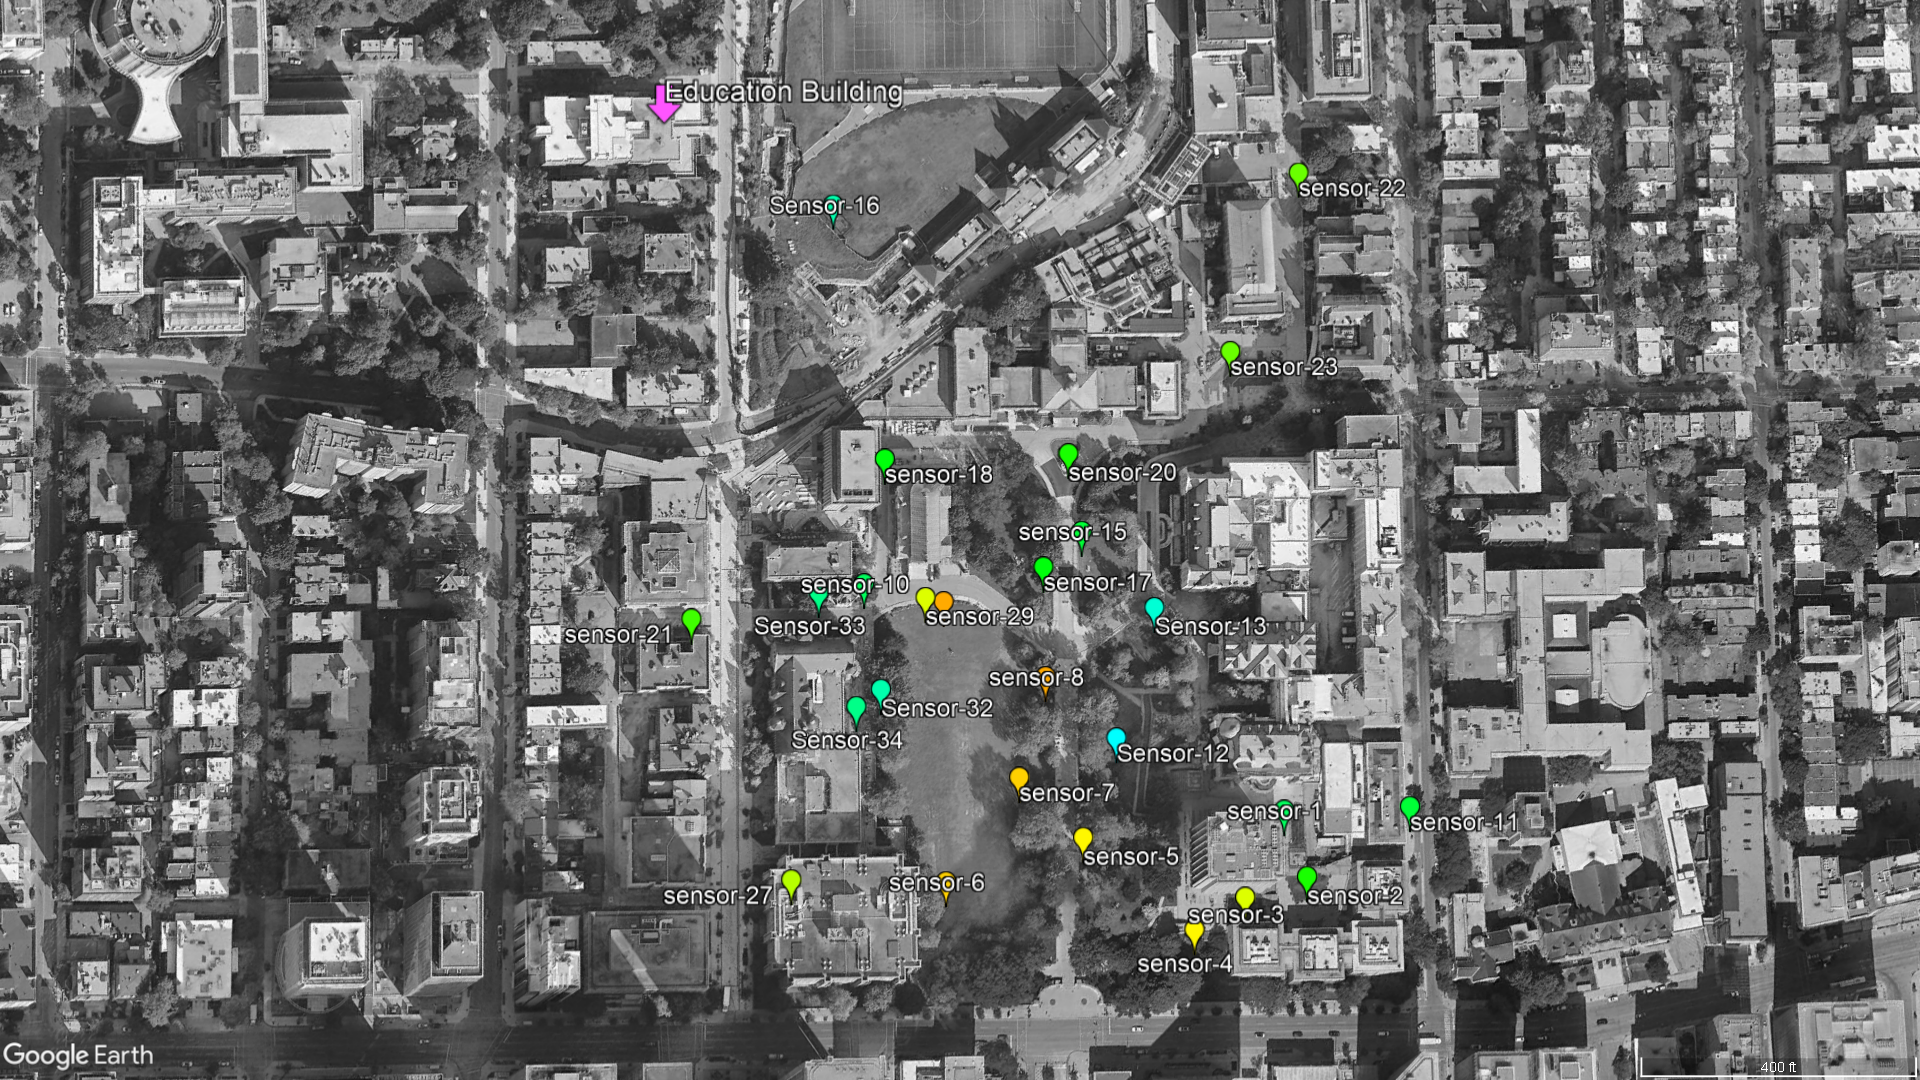 Education Building
sensor-22
Sensor-16
sensor-23
sensor-18
sensor-20
sensor-15
sensor-17
sensor-10
sensor-29
Sensor-33
Sensor-13
sensor-21
sensor-8
Sensor-32
Sensor-34
Sensor-12
sensor-7
sensor-1
sensor-11
sensor-5
sensor-6
sensor-27
sensor-2
sensor-3
sensor-4
Google Earth
400 ft